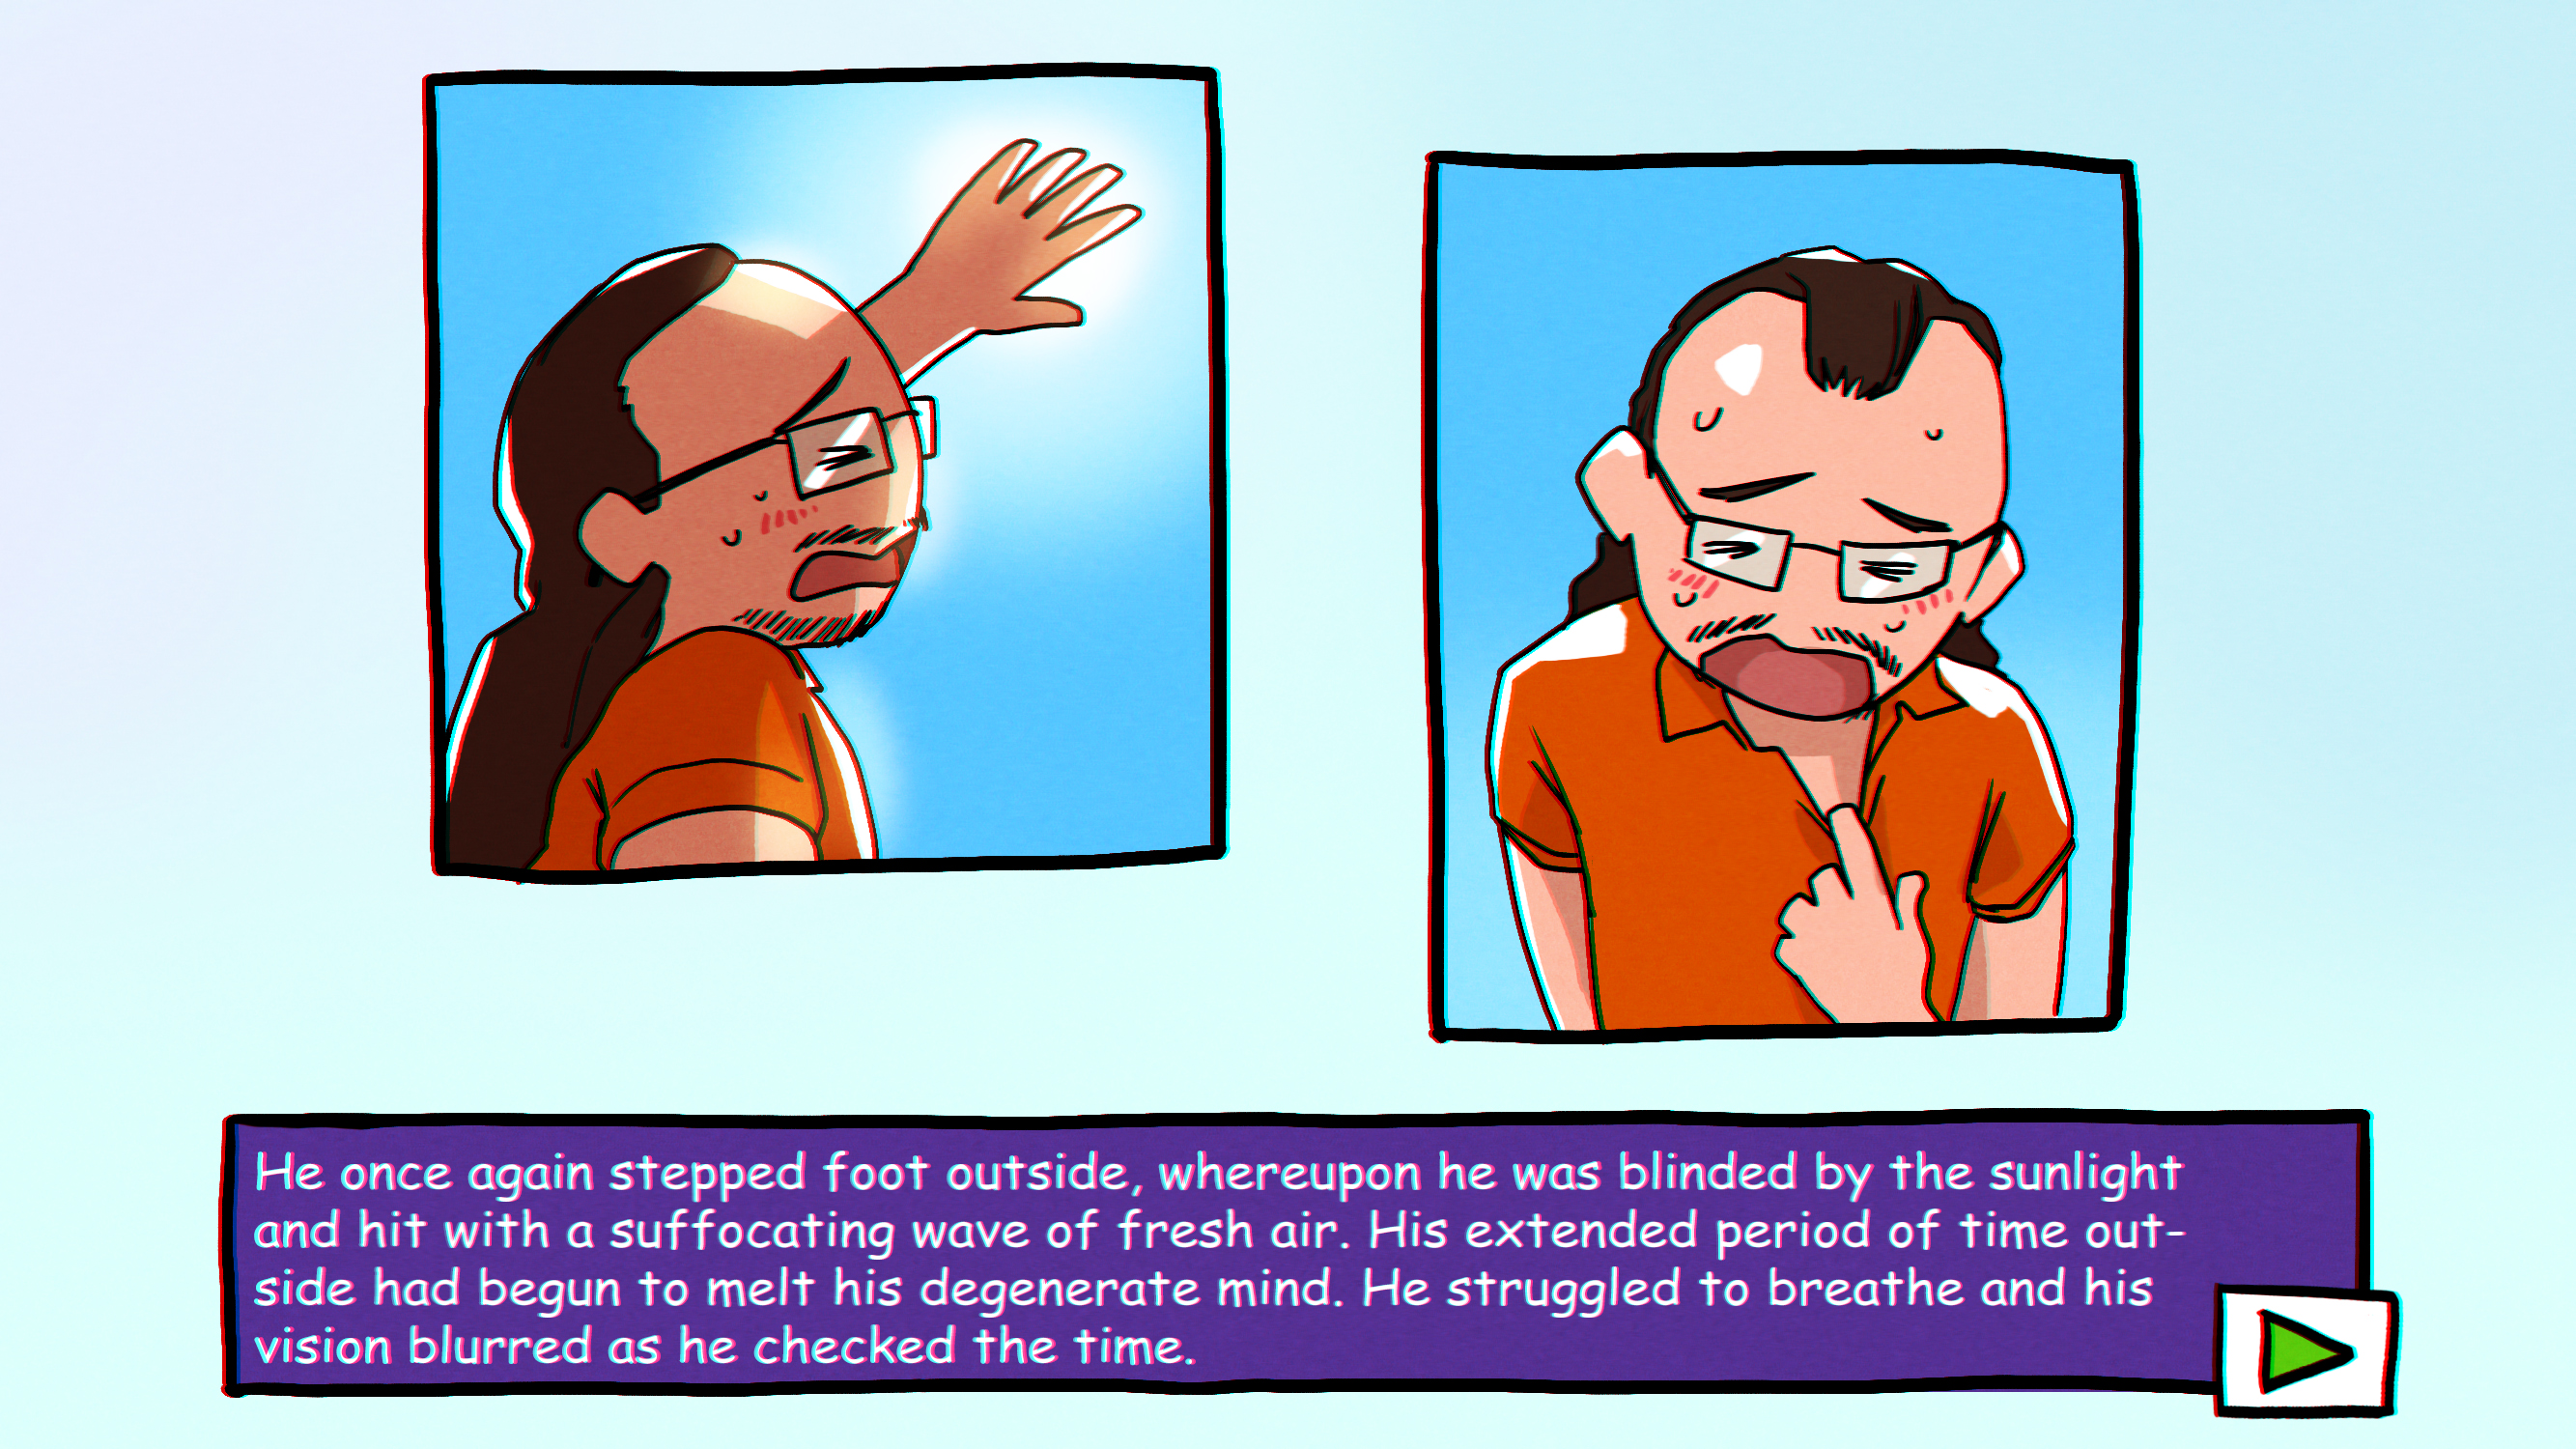 He once again stepped foot outside, whereupon he was blinded by the sunlight
and hit with a suffocating wave of fresh air. His extended period of time out-
side had begun to melt his degenerate mind. He struggled to breathe and his
vision blurred as he checked the time.